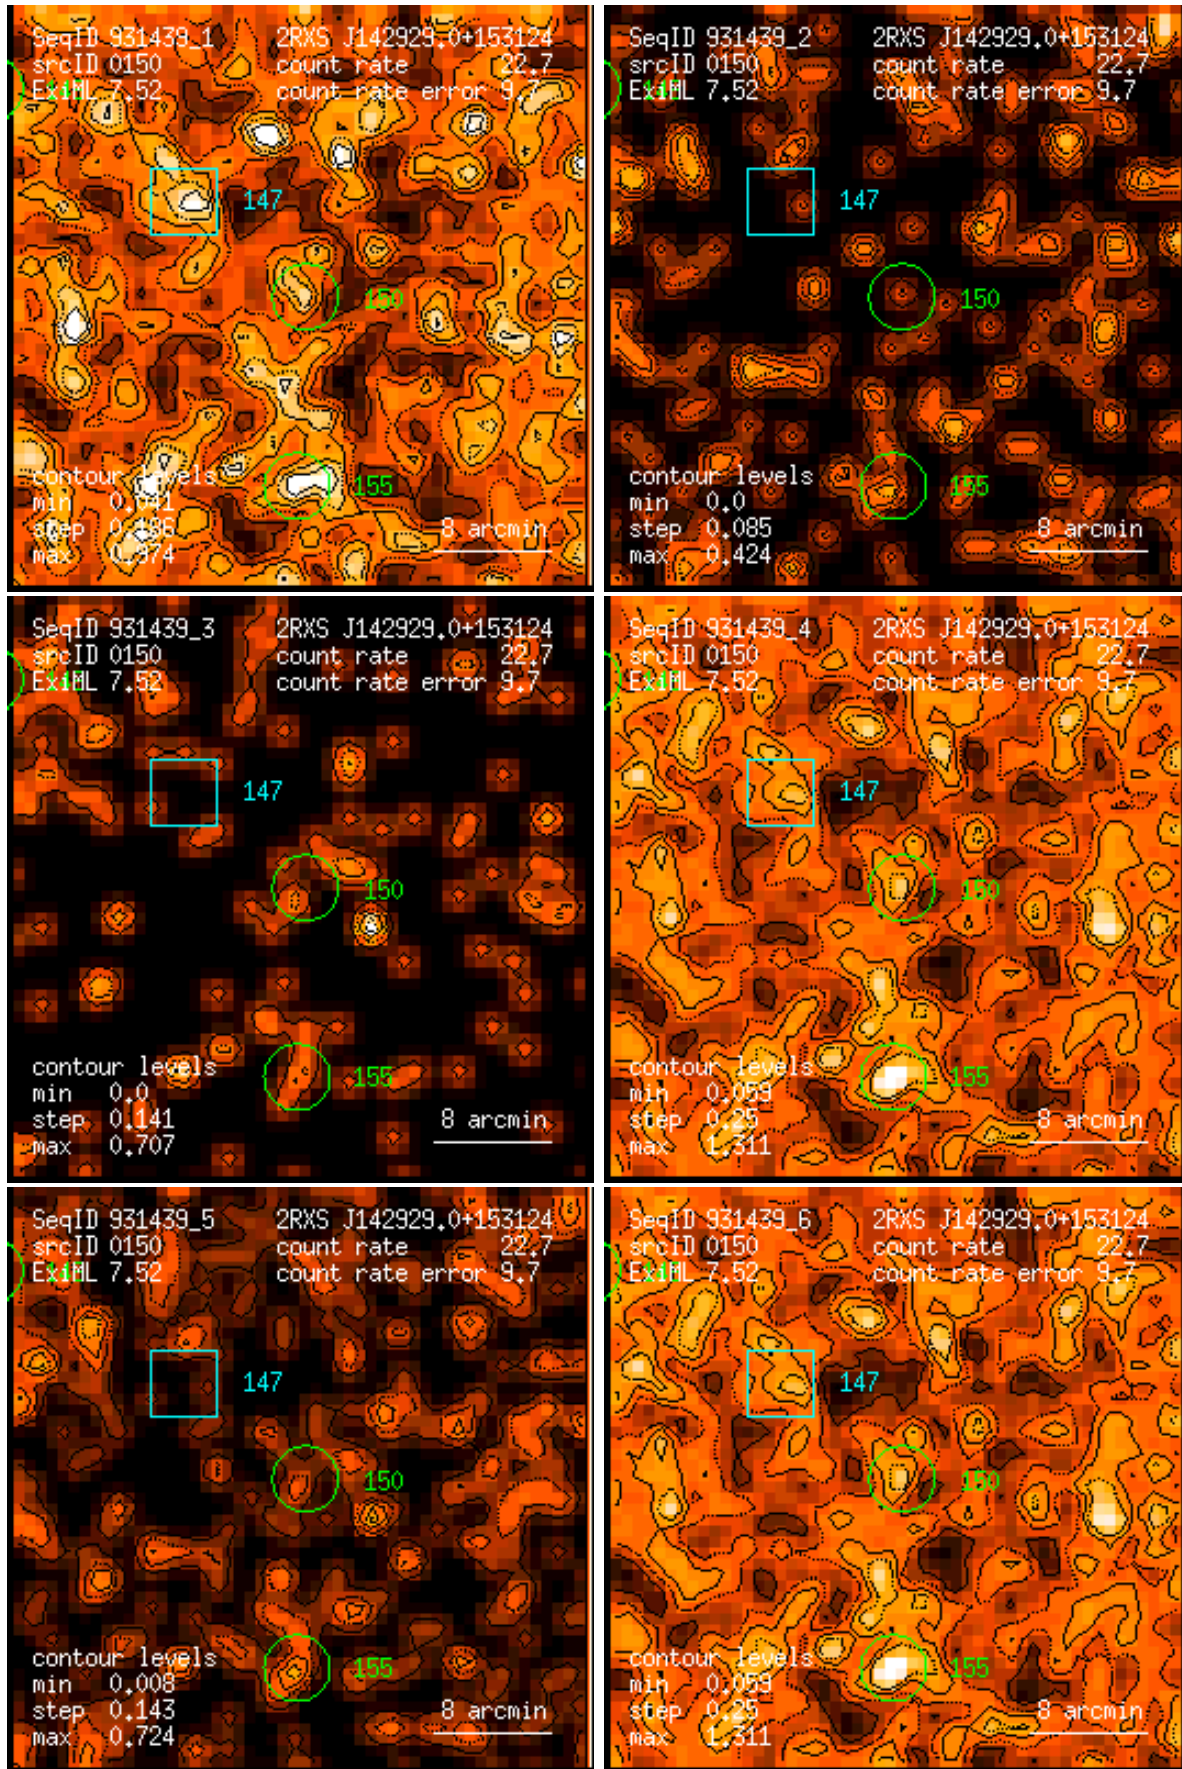 SeqID 931439_1 2RXS J142929.0+153124
srcID 0150 count rate 22.7
ExiML 7.52 count rate error 9.7
147
150
155
contour levels
min 0.041
step
max 0.374
8 arcmin
SeqID 931439_2 2RXS J142929.0+153124
srcID 0150 count rate 22.7
ExiML 7.52 count rate error 9.7
147
150
155
contour levels
min 0.0
step 0.085
max 0.424
8 arcmin
SeqID 931439_3 2RXS J142929.0+153124
srcID 0150 count rate 22.7
ExiML 7.52 count rate error 9.7
147
150
155
contour levels
min 0.0
step 0.141
max 0.707
8 arcmin
SeqID 931439_4 2RXS J142929.0+153124
srcID 0150 count rate 22.7
ExiML 7.52 count rate error 9.7
147
150
155
contour levels
min 0.059
step 0.25
max 1.311
8 arcmin
SeqID 931439_5 2RXS J142929.0+153124
srcID 0150 count rate 22.7
ExiML 7.52 count rate error 9.7
147
150
155
contour levels
min 0.008
step 0.143
max 0.724
8 arcmin
SeqID 931439_6 2RXS J142929.0+153124
srcID 0150 count rate 22.7
ExiML 7.52 count rate error 9.7
147
150
155
contour levels
min 0.059
step 0.25
max 1.311
8 arcmin